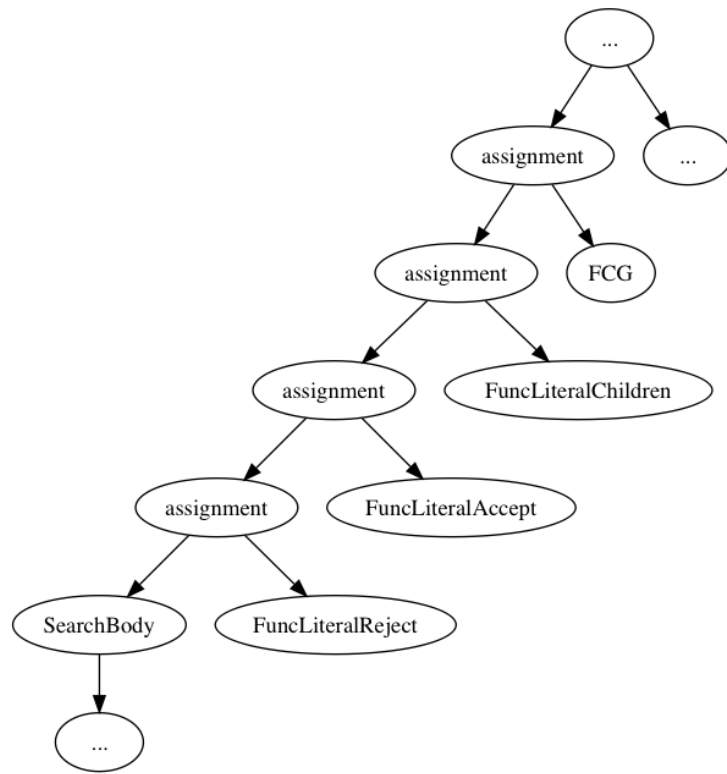 ...
assignment
...
assignment
FCG
assignment
FuncLiteralChildren
assignment
FuncLiteralAccept
SearchBody
FuncLiteralReject
...